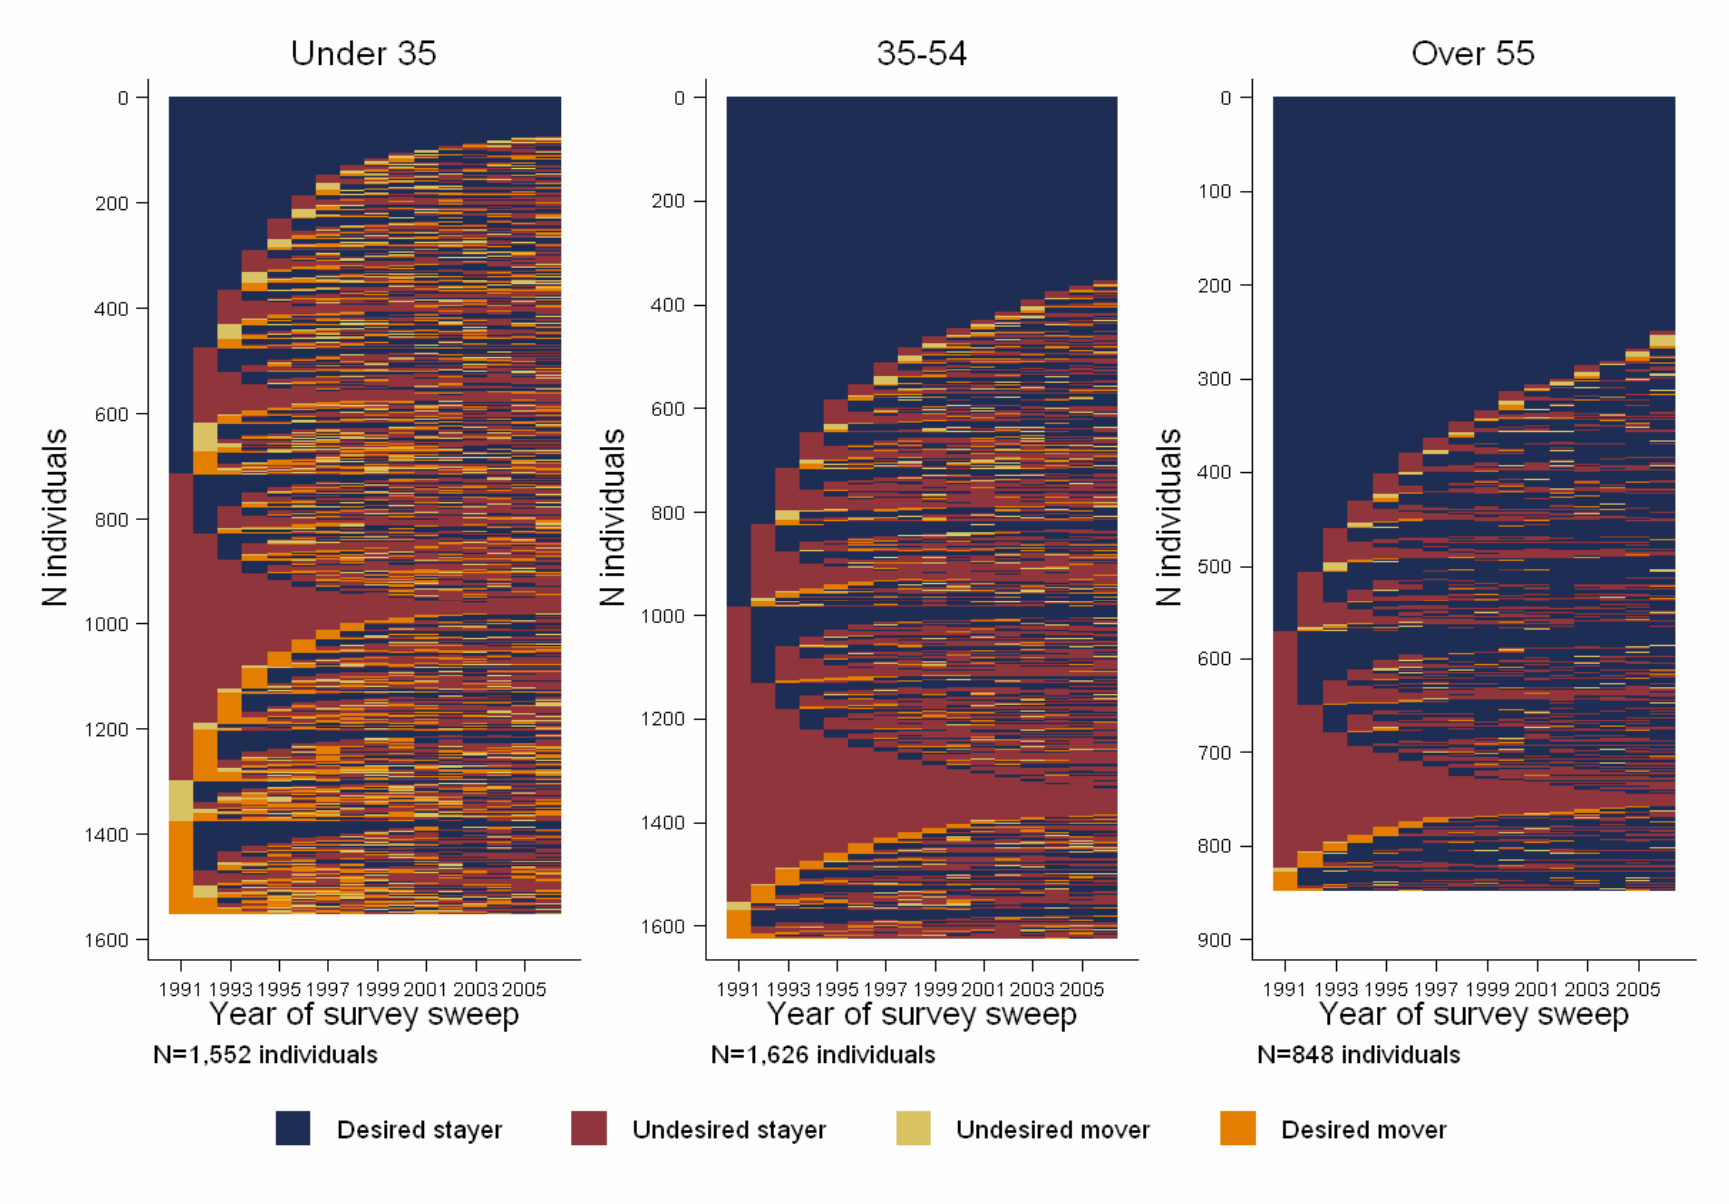 Under 35
35-54
Over 55
0
200
400
600
800
1000
1200
1400
1600
N individuals
0
200
400
600
800
1000
1200
1400
1600
N individuals
0
100
200
300
400
500
600
700
800
900
N individuals
1991 1993 1995 1997 1999 2001 2003 2005
1991 1993 1995 1997 1999 2001 2003 2005
1991 1993 1995 1997 1999 2001 2003 2005
Year of survey sweep
Year of survey sweep
Year of survey sweep
N=1,552 individuals
N=1,626 individuals
N=848 individuals
Desired stayer
Undesired stayer
Undesired mover
Desired mover